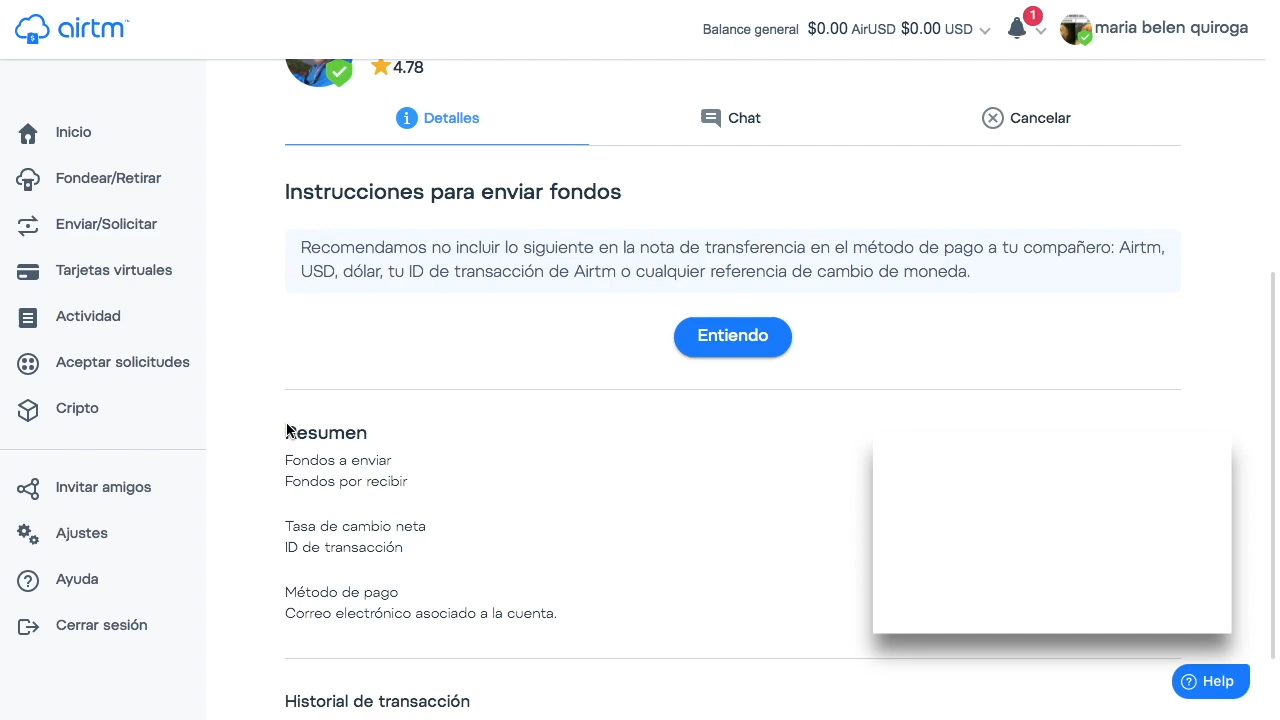 airtm
Balance general $0.00 AirUSD $0.00 USD
1
maria belen quiroga
4.78
Inicio
Fondear/Retirar
Enviar/Solicitar
Tarjetas virtuales
Actividad
Aceptar solicitudes
Cripto
Invitar amigos
Ajustes
Ayuda
Cerrar sesión
Detalles
Chat
Cancelar
Instrucciones para enviar fondos
Recomendamos no incluir lo siguiente en la nota de transferencia en el método de pago a tu compañero: Airtm,
USD, dólar, tu ID de transacción de Airtm o cualquier referencia de cambio de moneda.
Entiendo
Resumen
Fondos a enviar
Fondos por recibir
Tasa de cambio neta
ID de transacción
Método de pago
Correo electrónico asociado a la cuenta.
Historial de transacción
Help